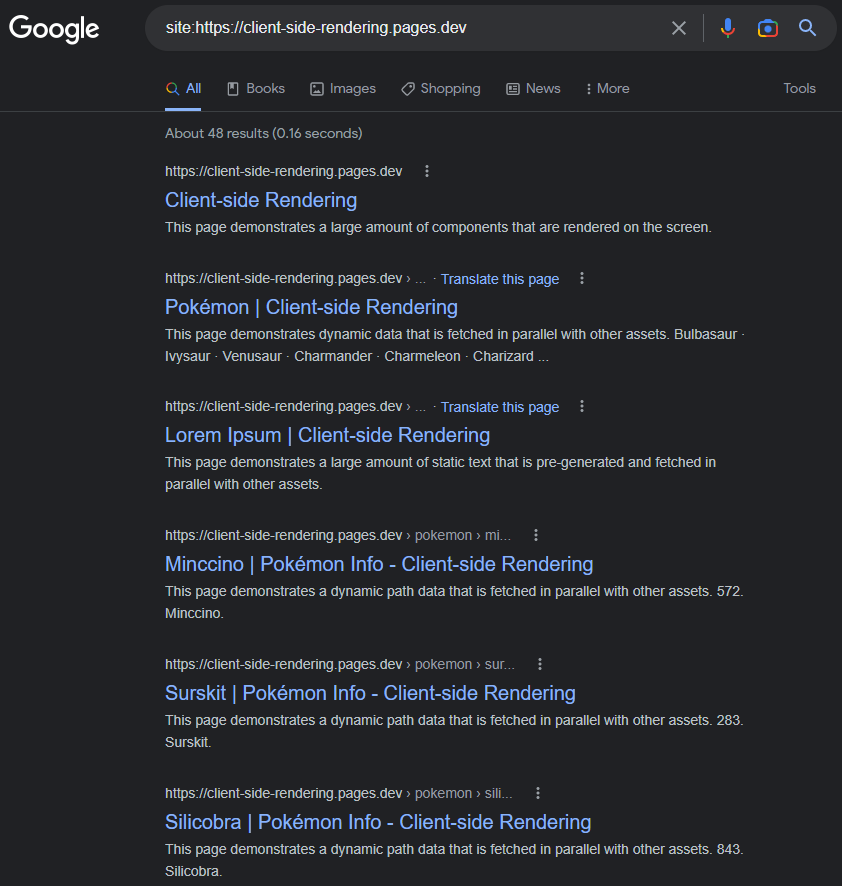 Google
site:https://client-side-rendering.pages.dev
All Books Images Shopping News More Tools
About 48 results (0.16 seconds)
https://client-side-rendering.pages.dev
Client-side Rendering
This page demonstrates a large amount of components that are rendered on the screen.
https://client-side-rendering.pages.dev › ... · Translate this page
Pokémon | Client-side Rendering
This page demonstrates dynamic data that is fetched in parallel with other assets. Bulbasaur ·
Ivysaur · Venusaur · Charmander · Charmeleon · Charizard ...
https://client-side-rendering.pages.dev › ... · Translate this page
Lorem Ipsum | Client-side Rendering
This page demonstrates a large amount of static text that is pre-generated and fetched in
parallel with other assets.
https://client-side-rendering.pages.dev › pokemon › mi...
Minccino | Pokémon Info - Client-side Rendering
This page demonstrates a dynamic path data that is fetched in parallel with other assets. 572.
Minccino.
https://client-side-rendering.pages.dev › pokemon › sur...
Surskit | Pokémon Info - Client-side Rendering
This page demonstrates a dynamic path data that is fetched in parallel with other assets. 283.
Surskit.
https://client-side-rendering.pages.dev › pokemon › sili...
Silicobra | Pokémon Info - Client-side Rendering
This page demonstrates a dynamic path data that is fetched in parallel with other assets. 843.
Silicobra.